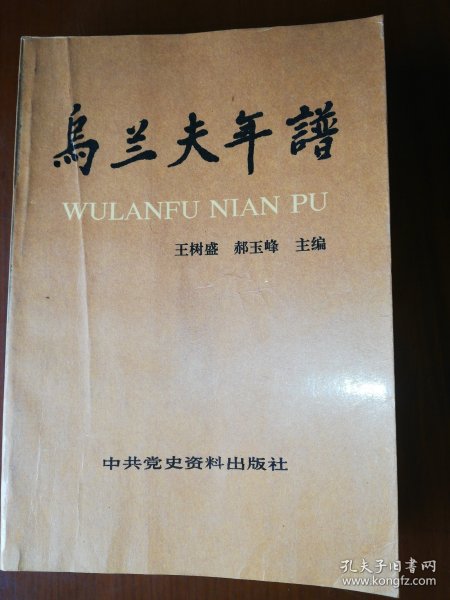 烏兰夫年譜
WULANFU NIAN PU
王树盛 郝玉峰 主编
中共党史资料出版社
孔夫子旧书网
www.kongfz.com